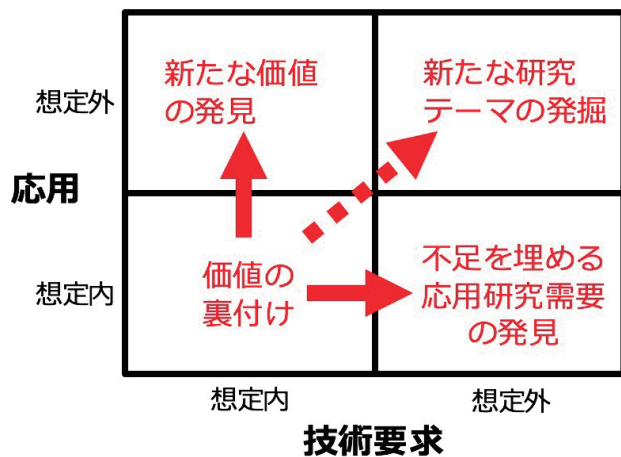 新たな価値
の発見
新たな研究
テーマの発掘
想定外
応用
想定内
価値の
裏付け
不足を埋める
応用研究需要
の発見
想定内
想定外
技術要求